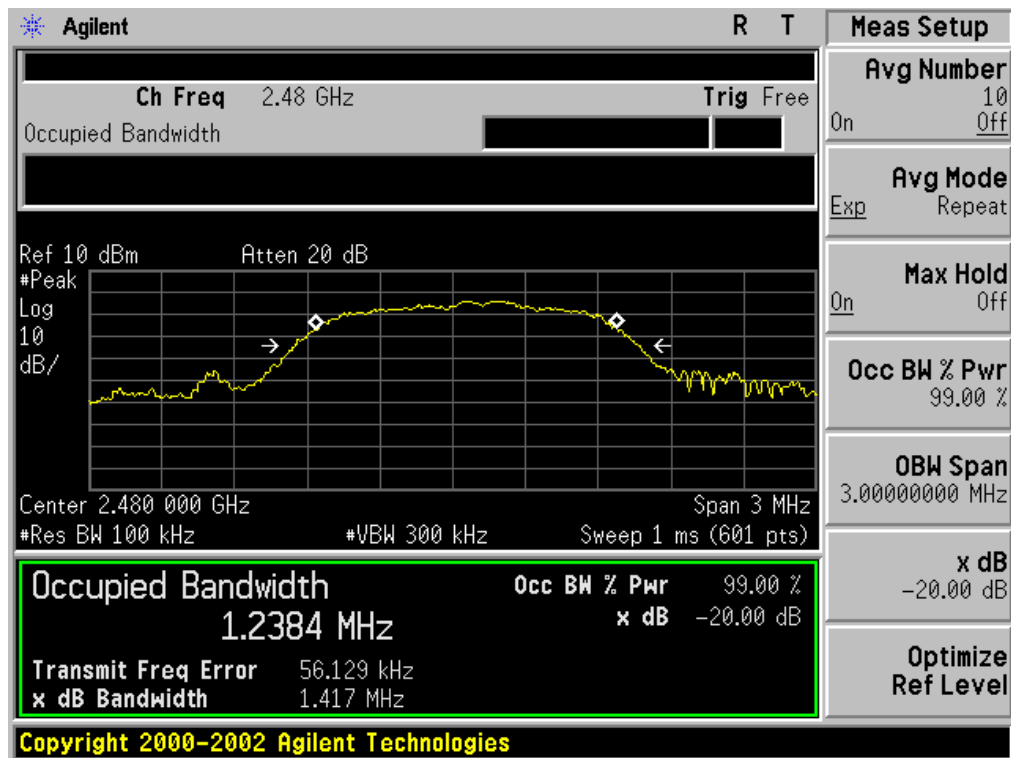 Agilent R T
Ch Freq 2.48 GHz Trig Free
Occupied Bandwidth
Ref 10 dBm Atten 20 dB
#Peak
Log
10
dB/
Center 2.480 000 GHz Span 3 MHz
#Res BW 100 kHz #VBW 300 kHz Sweep 1 ms (601 pts)
Occupied Bandwidth Occ BW % Pwr 99.00 %
1.2384 MHz x dB -20.00 dB
Transmit Freq Error 56.129 kHz
x dB Bandwidth 1.417 MHz
Copyright 2000-2002 Agilent Technologies
Meas Setup
Avg Number
10
On Off
Avg Mode
Exp Repeat
Max Hold
On Off
Occ BW % Pwr
99.00 %
OBW Span
3.00000000 MHz
x dB
-20.00 dB
Optimize
Ref Level